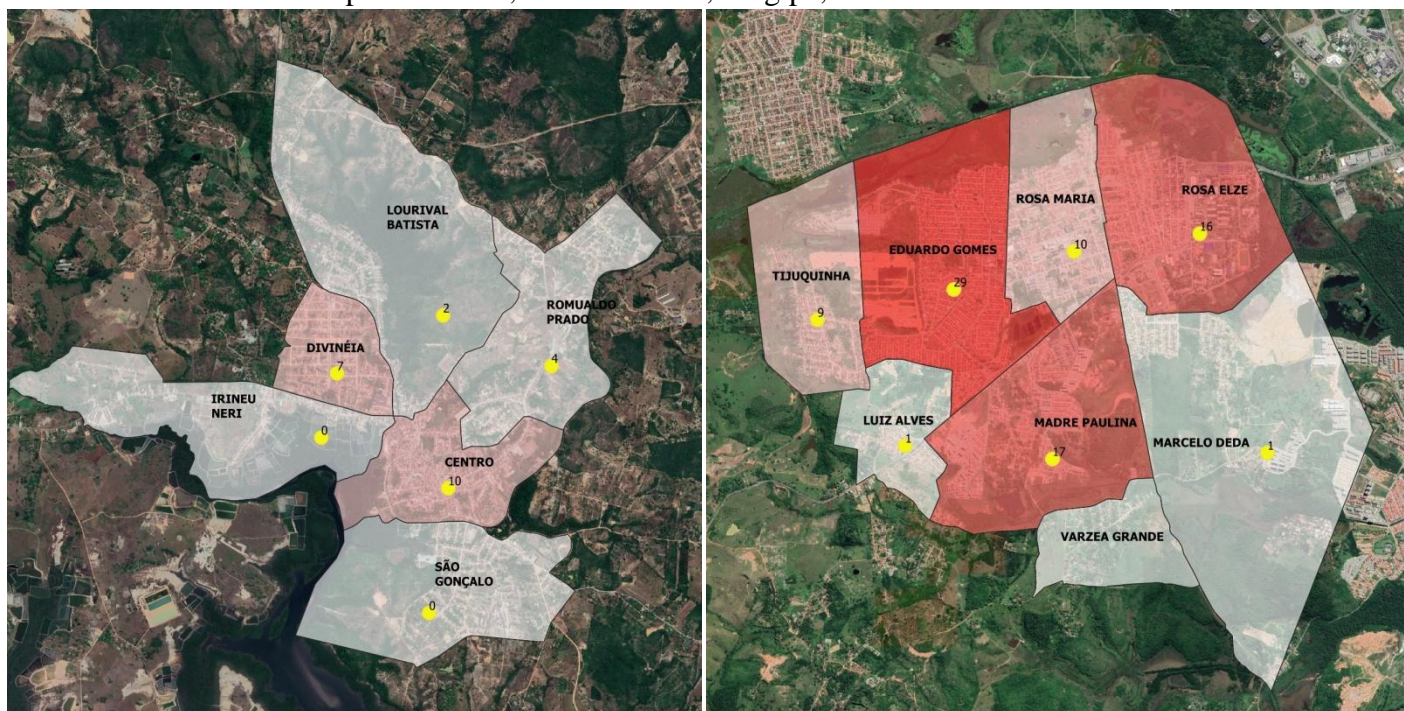 LOURIVAL
BATISTA
2
ROMUALDO
PRADO
4
DIVINÉIA
7
IRINEU
NERI
0
CENTRO
10
SÃO
GONÇALO
0
ROSA ELZE
16
ROSA MARIA
10
EDUARDO GOMES
29
TIJUQUINHA
9
LUIZ ALVES
1
MADRE PAULINA
17
MARCELO DEDA
1
VARZEA GRANDE